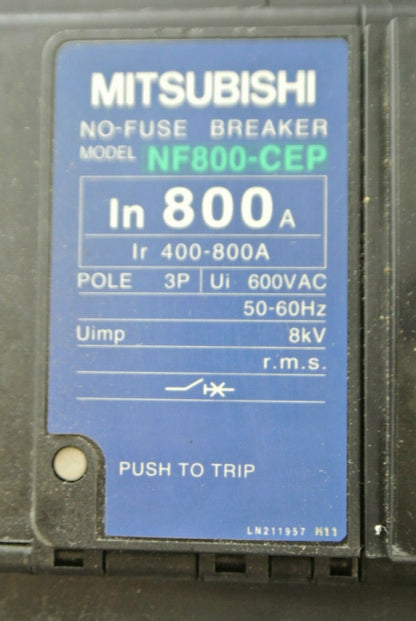 MITSUBISHI
NO-FUSE BREAKER
MODEL NF800-CEP
In 800 A
Ir 400-800A
POLE 3P Ui 600VAC
50-60Hz
Uimp 8kV
r.m.s.
PUSH TO TRIP
LN211957 H11